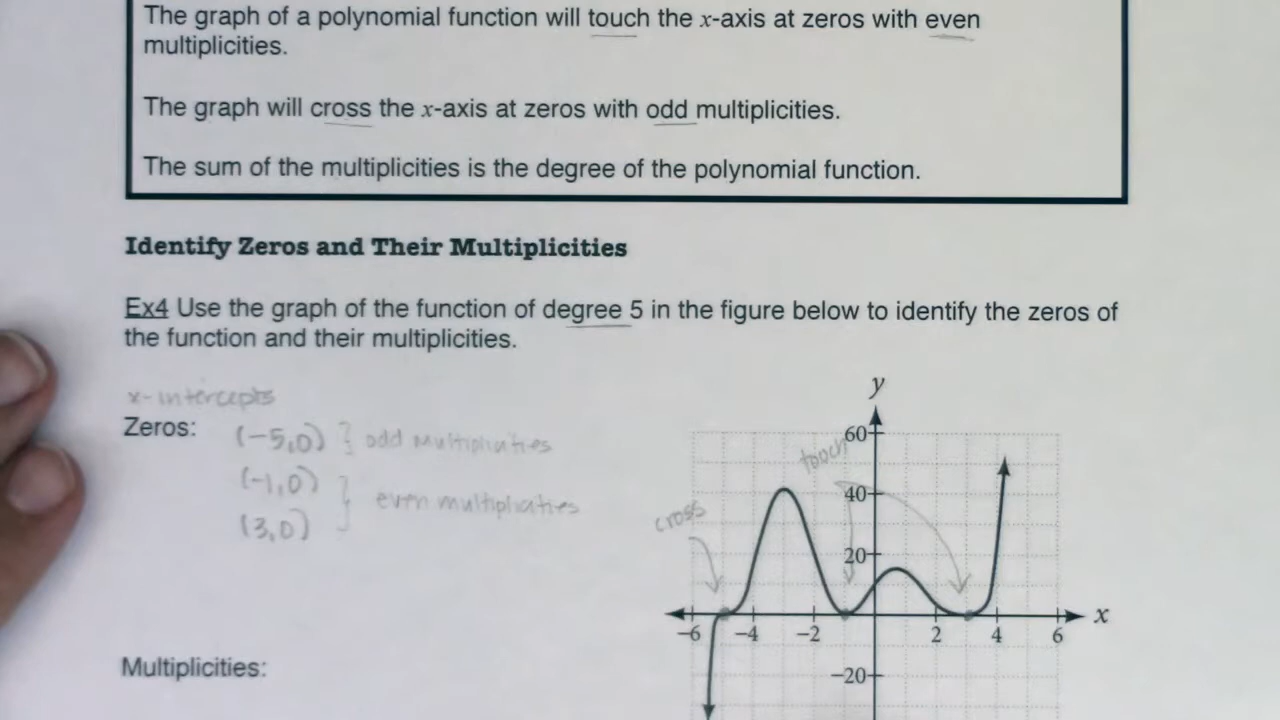 The graph of a polynomial function will touch the x-axis at zeros with even
multiplicities.
The graph will cross the x-axis at zeros with odd multiplicities.
The sum of the multiplicities is the degree of the polynomial function.
Identify Zeros and Their Multiplicities
Ex4 Use the graph of the function of degree 5 in the figure below to identify the zeros of
the function and their multiplicities.
x-intercepts
Zeros: (-5,0) } odd multiplicities
(-1,0) } even multiplicities
(3,0)
Multiplicities:
y
60
touch
40
cross
20
-6 -4 -2 2 4 6 x
-20